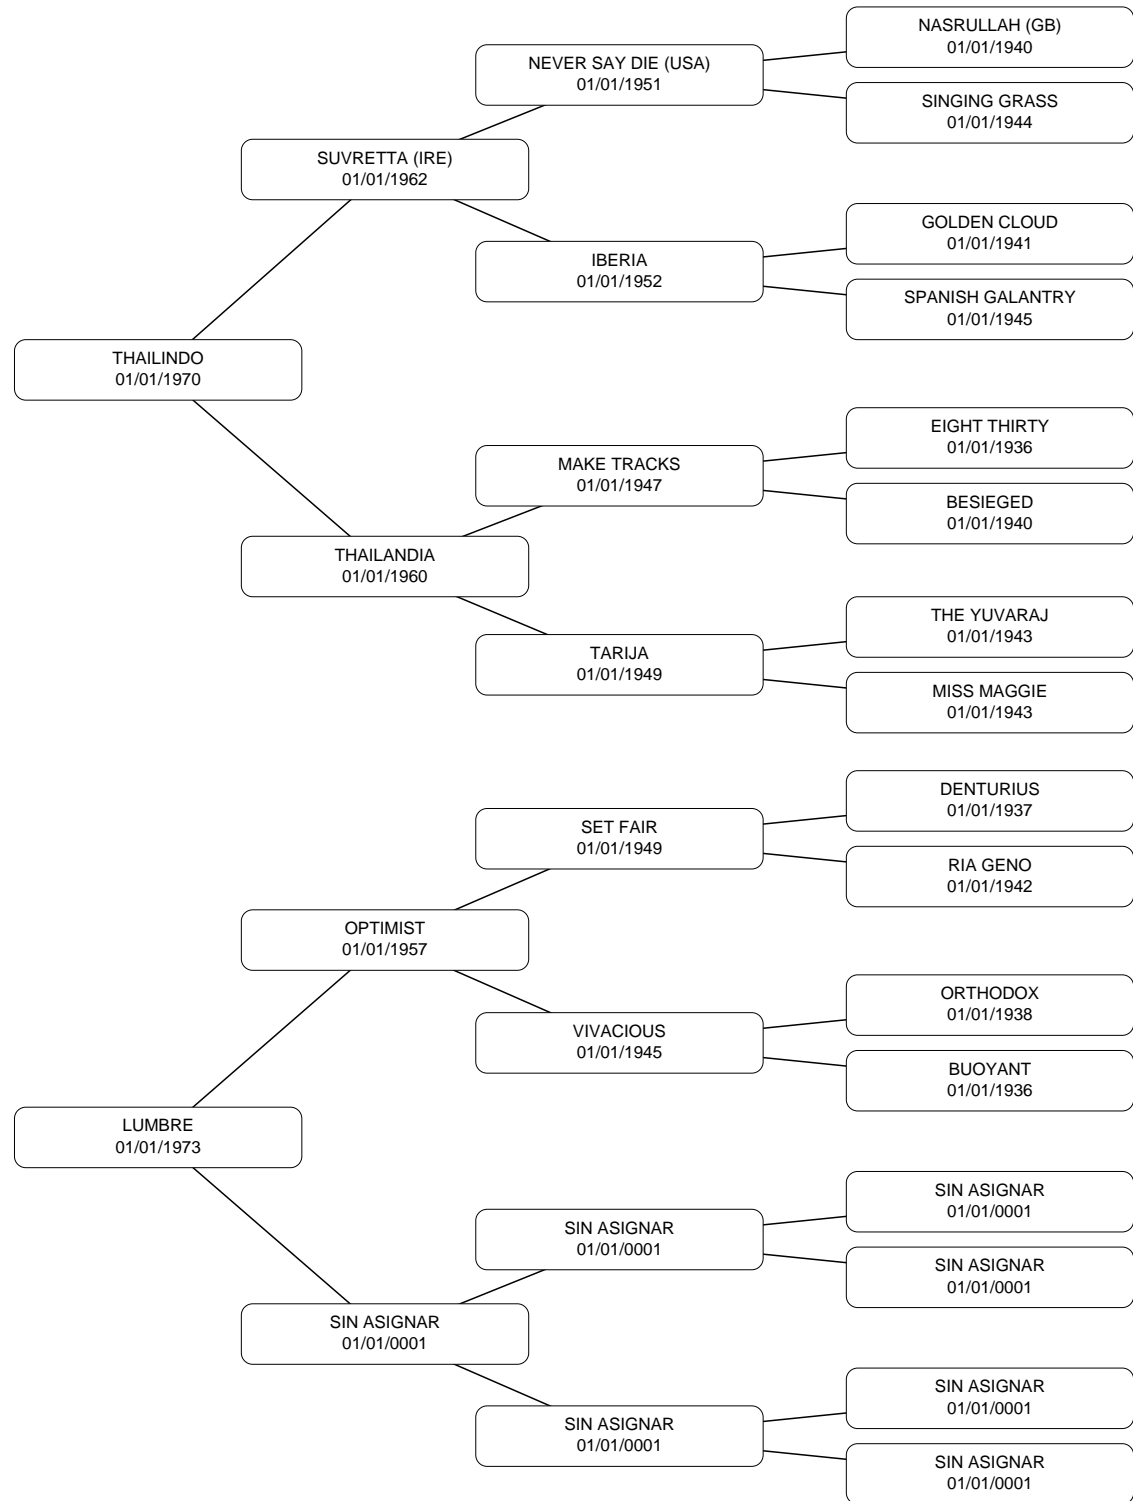 NASRULLAH (GB)
01/01/1940
NEVER SAY DIE (USA)
01/01/1951
SINGING GRASS
01/01/1944
SUVRETTA (IRE)
01/01/1962
GOLDEN CLOUD
01/01/1941
IBERIA
01/01/1952
SPANISH GALANTRY
01/01/1945
THAILINDO
01/01/1970
EIGHT THIRTY
01/01/1936
MAKE TRACKS
01/01/1947
BESIEGED
01/01/1940
THAILANDIA
01/01/1960
THE YUVARAJ
01/01/1943
TARIJA
01/01/1949
MISS MAGGIE
01/01/1943
DENTURIUS
01/01/1937
SET FAIR
01/01/1949
RIA GENO
01/01/1942
OPTIMIST
01/01/1957
ORTHODOX
01/01/1938
VIVACIOUS
01/01/1945
BUOYANT
01/01/1936
LUMBRE
01/01/1973
SIN ASIGNAR
01/01/0001
SIN ASIGNAR
01/01/0001
SIN ASIGNAR
01/01/0001
SIN ASIGNAR
01/01/0001
SIN ASIGNAR
01/01/0001
SIN ASIGNAR
01/01/0001
SIN ASIGNAR
01/01/0001